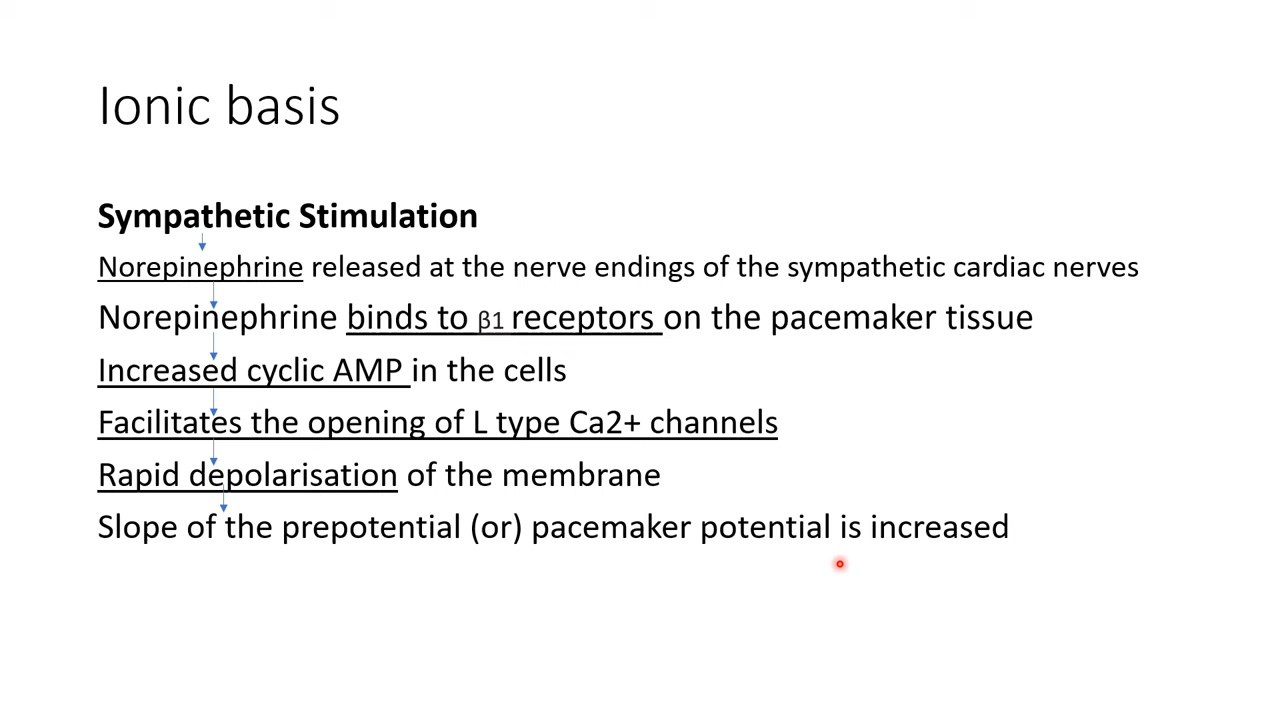 Ionic basis
Sympathetic Stimulation
Norepinephrine released at the nerve endings of the sympathetic cardiac nerves
Norepinephrine binds to β1 receptors on the pacemaker tissue
Increased cyclic AMP in the cells
Facilitates the opening of L type Ca2+ channels
Rapid depolarisation of the membrane
Slope of the prepotential (or) pacemaker potential is increased